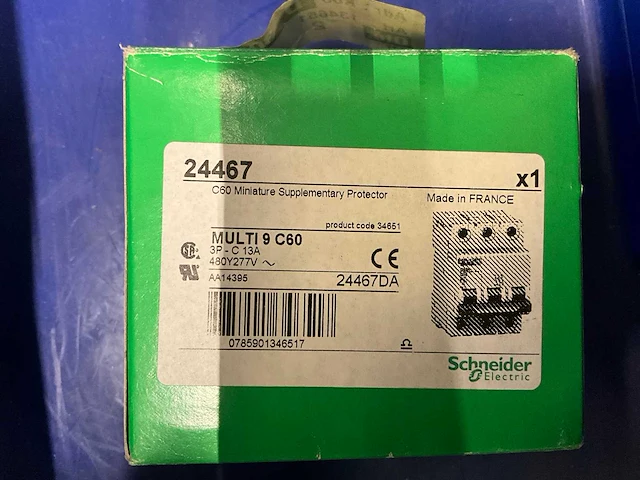 24467
x1
C60 Miniature Supplementary Protector
Made in FRANCE
product code 34651
MULTI 9 C60
3P - C 13A
480Y277V ~
AA14395
24467DA
CE
0785901346517
Schneider
Electric